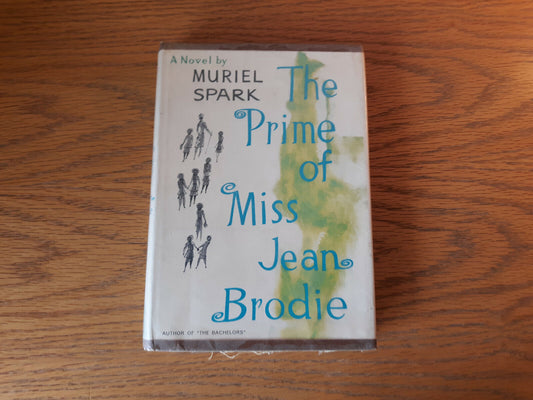 A Novel by
MURIEL
SPARK
The
Prime
of
Miss
Jean
Brodie
AUTHOR OF "THE BACHELORS"